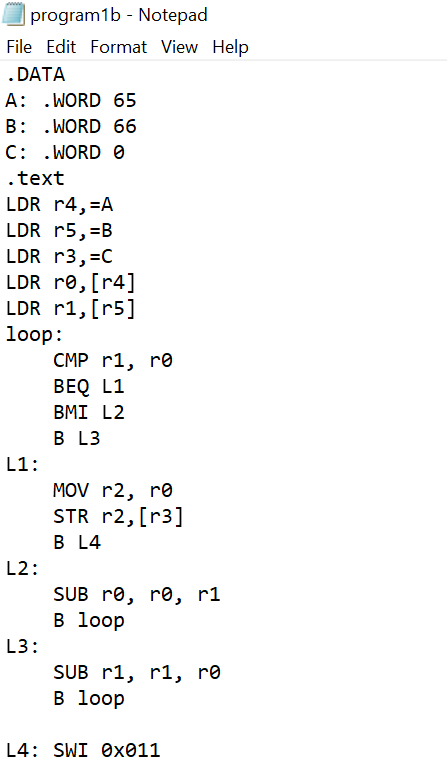 program1b - Notepad
File Edit Format View Help
.DATA
A: .WORD 65
B: .WORD 66
C: .WORD 0
.text
LDR r4,=A
LDR r5,=B
LDR r3,=C
LDR r0,[r4]
LDR r1,[r5]
loop:
    CMP r1, r0
    BEQ L1
    BMI L2
    B L3
L1:
    MOV r2, r0
    STR r2,[r3]
    B L4
L2:
    SUB r0, r0, r1
    B loop
L3:
    SUB r1, r1, r0
    B loop

L4: SWI 0x011